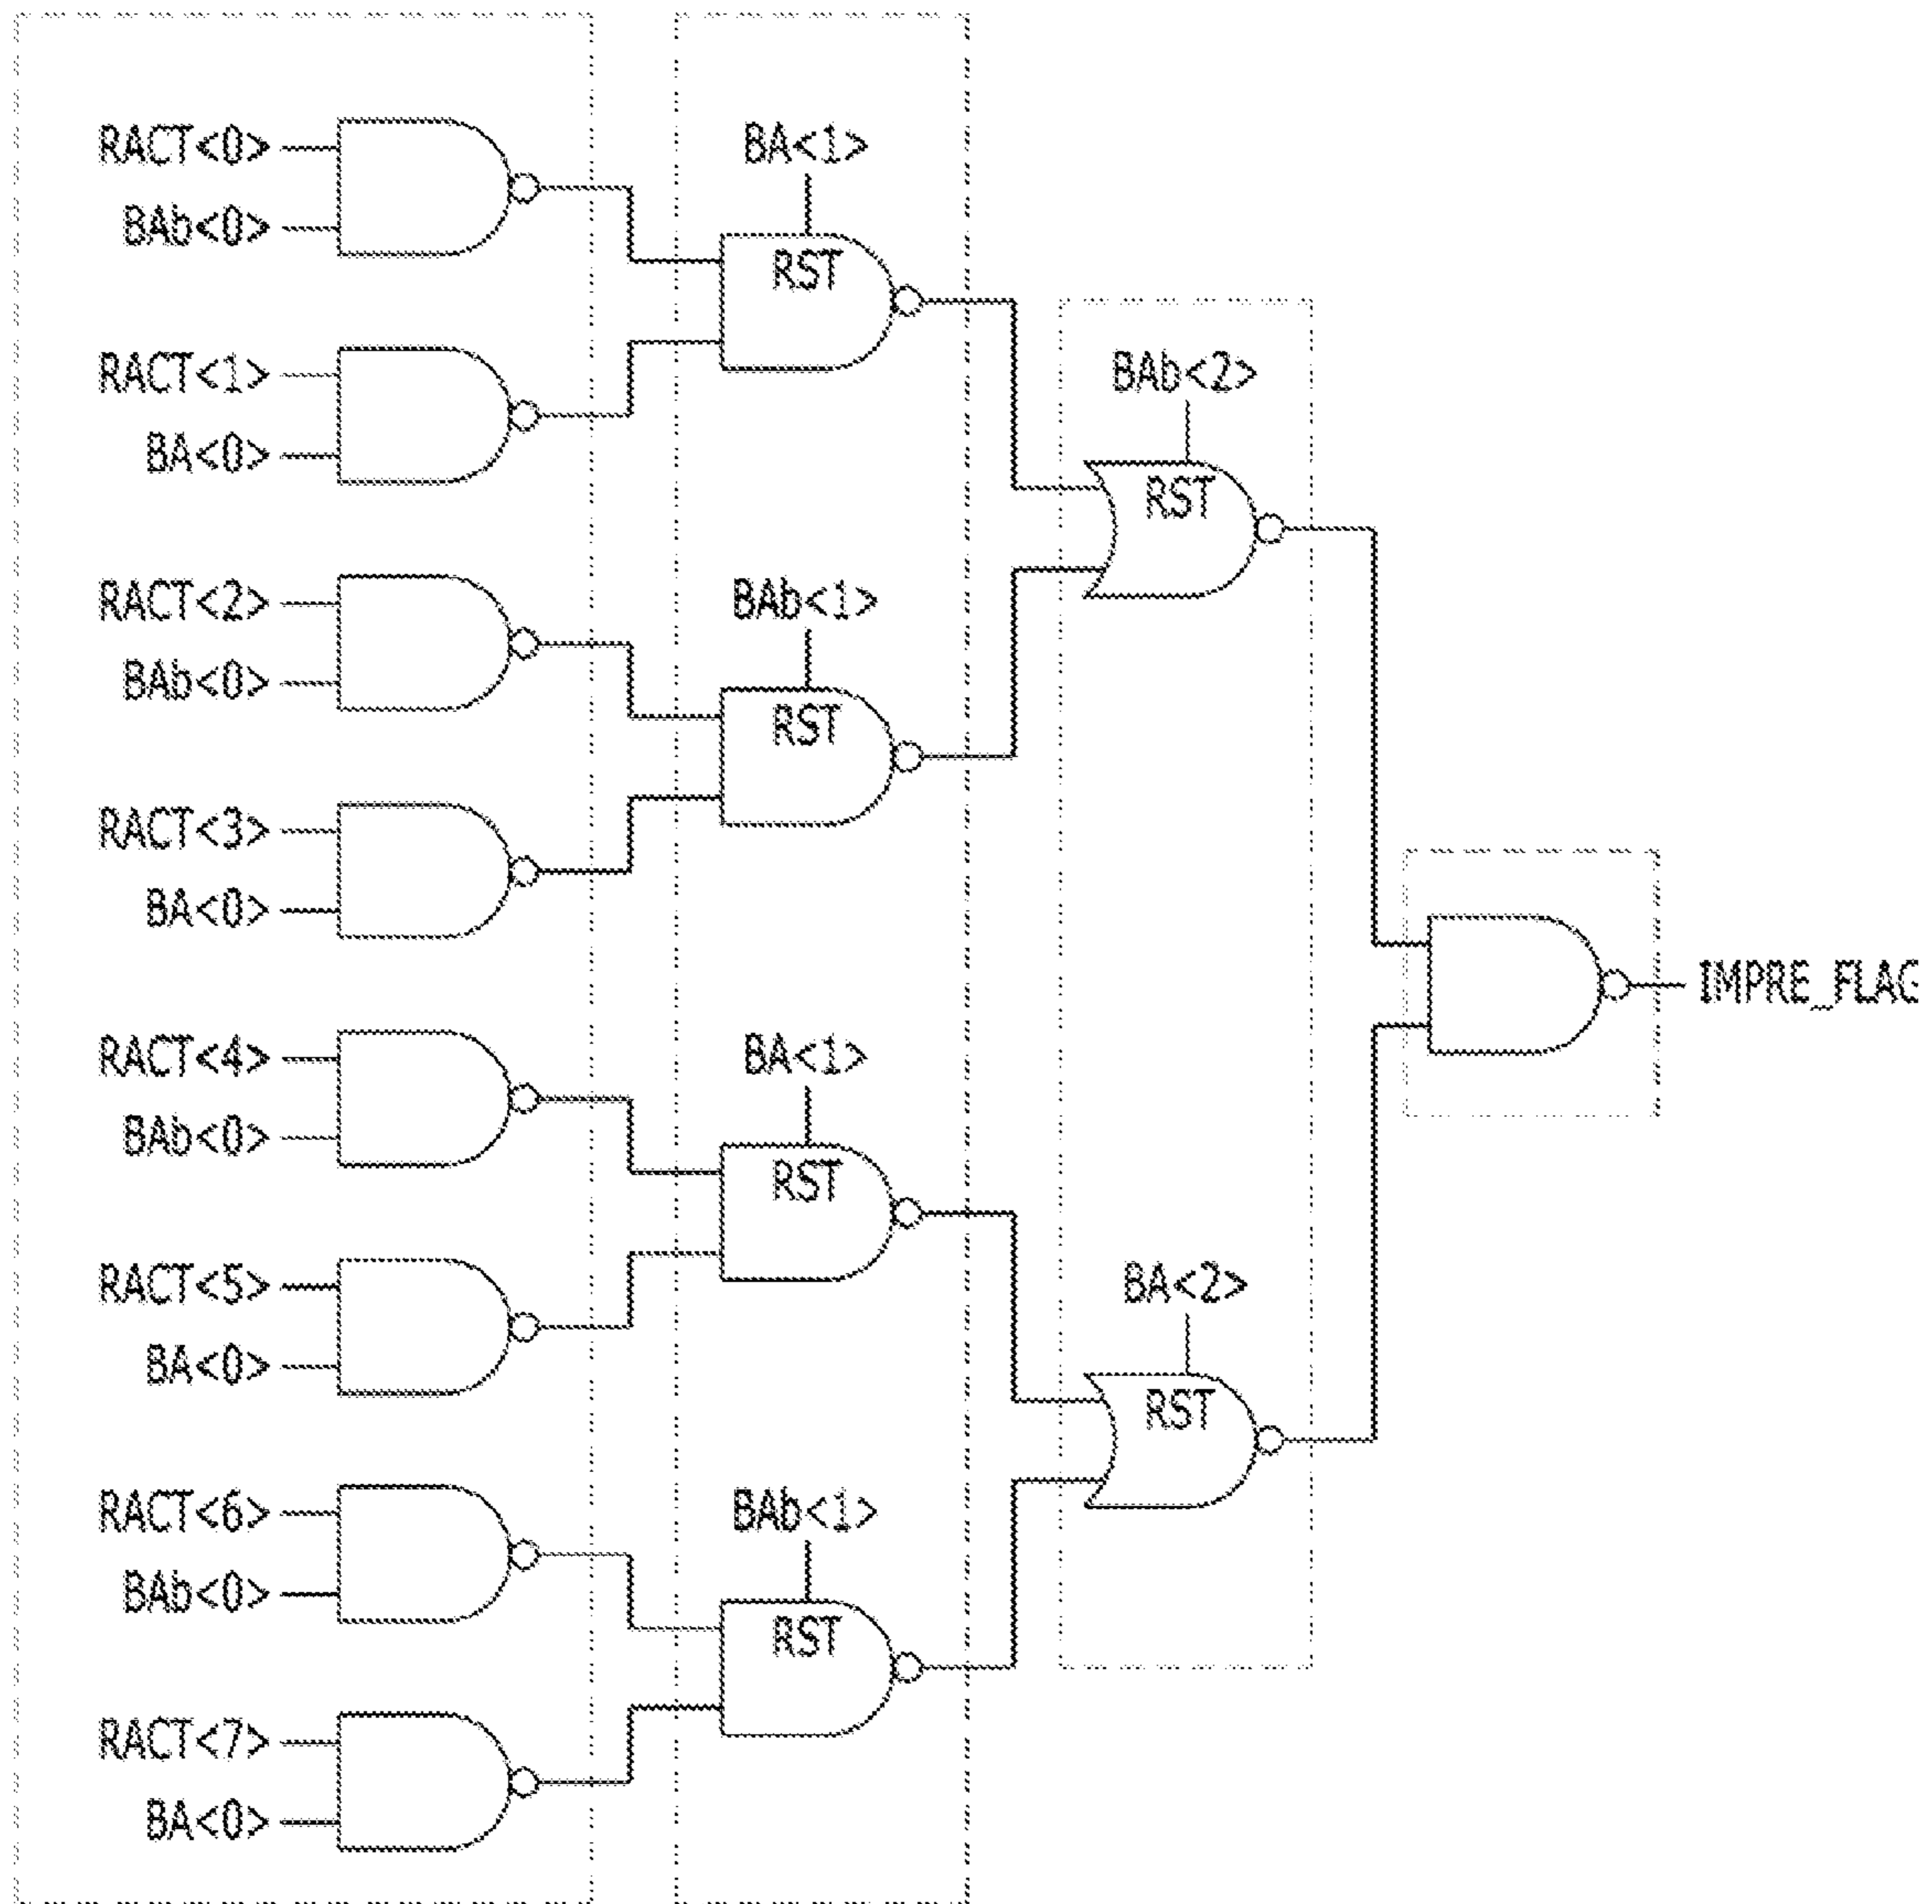 RACT<0>
BAb<0>
RACT<1>
BA<0>
RACT<2>
BAb<0>
RACT<3>
BA<0>
RACT<4>
BAb<0>
RACT<5>
BA<0>
RACT<6>
BAb<0>
RACT<7>
BA<0>
BA<1>
RST
BAb<1>
RST
BA<1>
RST
BAb<1>
RST
BAb<2>
RST
BA<2>
RST
IMPRE_FLAG